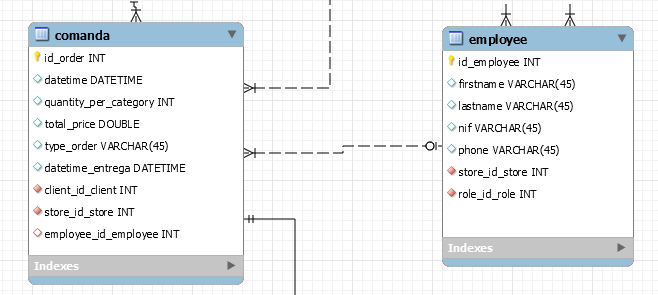 comanda
id_order INT
datetime DATETIME
quantity_per_category INT
total_price DOUBLE
type_order VARCHAR(45)
datetime_entrega DATETIME
client_id_client INT
store_id_store INT
employee_id_employee INT
Indexes
employee
id_employee INT
firstname VARCHAR(45)
lastname VARCHAR(45)
nif VARCHAR(45)
phone VARCHAR(45)
store_id_store INT
role_id_role INT
Indexes